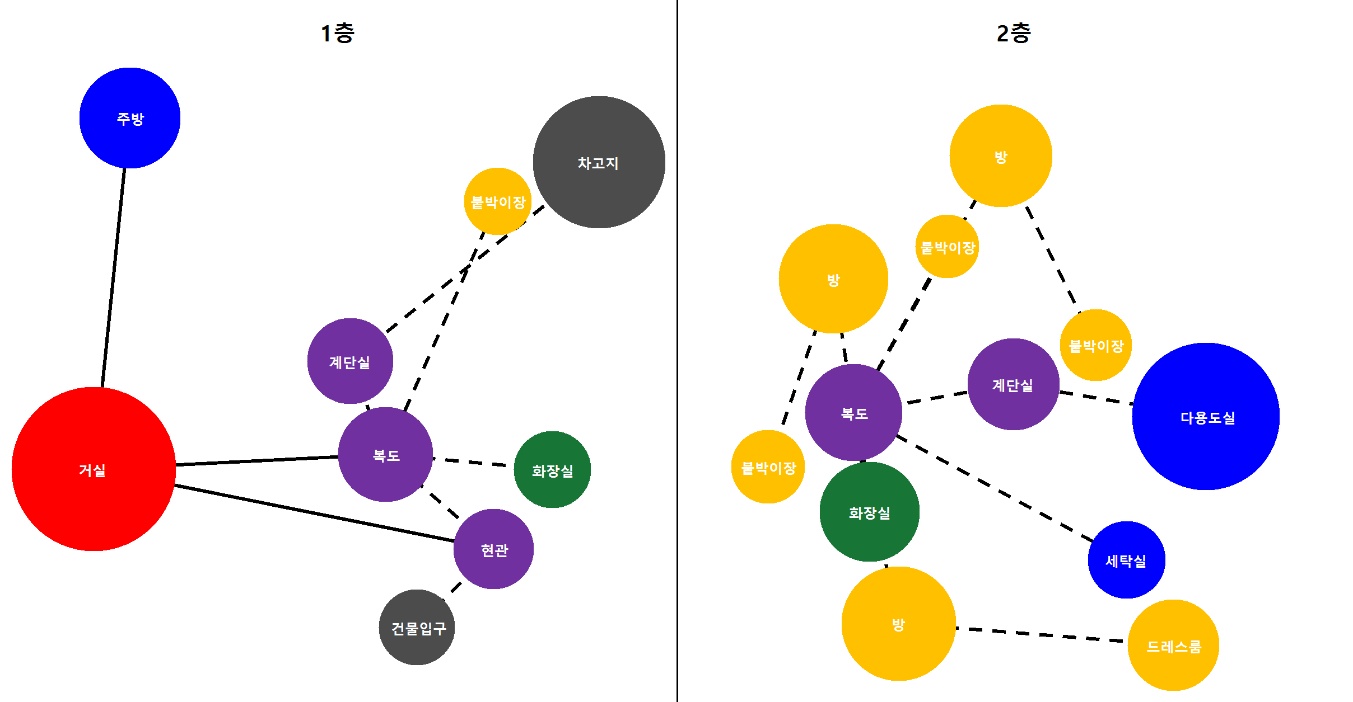 1층
주방
차고지
붙박이장
계단실
복도
거실
화장실
현관
건물입구
2층
방
붙박이장
방
붙박이장
계단실
복도
다용도실
붙박이장
화장실
세탁실
방
드레스룸